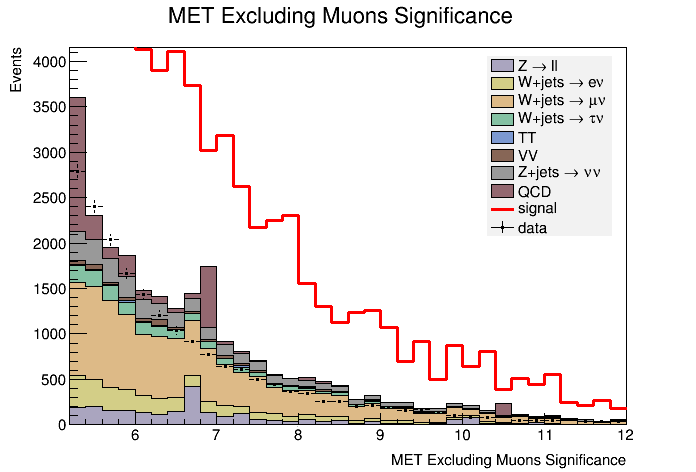 MET Excluding Muons Significance
Events
4000
3500
3000
2500
2000
1500
1000
500
0
Z → ll
W+jets → eν
W+jets → μν
W+jets → τν
TT
VV
Z+jets → νν
QCD
signal
data
6 7 8 9 10 11 12
MET Excluding Muons Significance